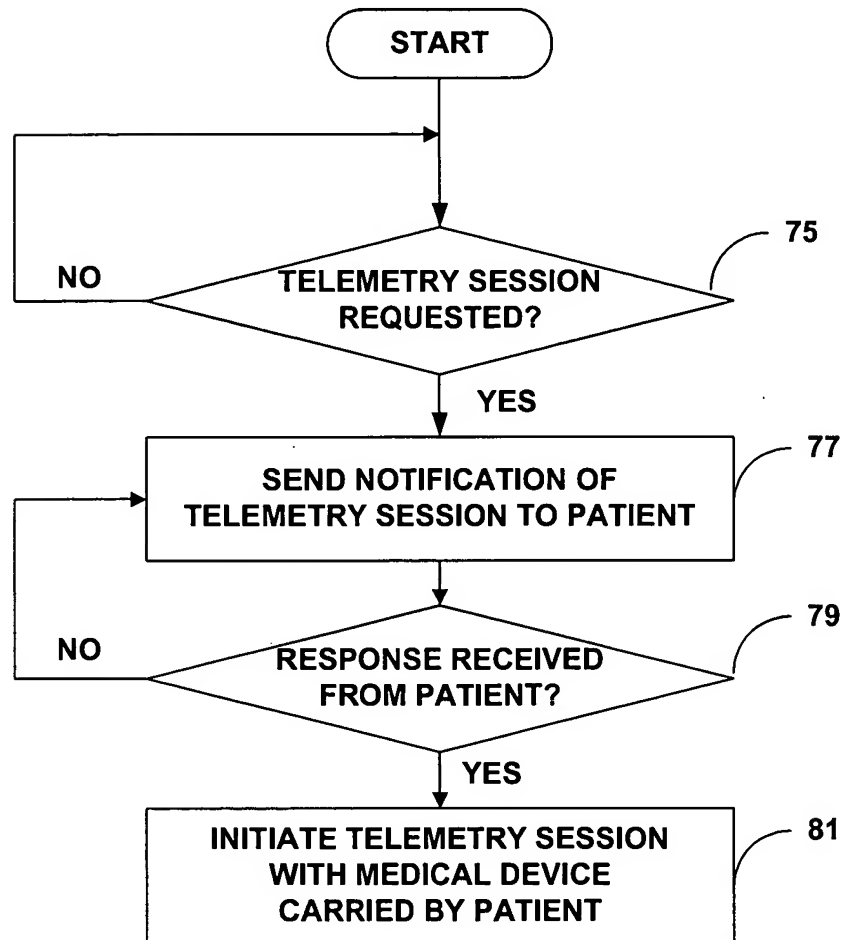 START
75
NO
TELEMETRY SESSION
REQUESTED?
YES
77
SEND NOTIFICATION OF
TELEMETRY SESSION TO PATIENT
79
NO
RESPONSE RECEIVED
FROM PATIENT?
YES
81
INITIATE TELEMETRY SESSION
WITH MEDICAL DEVICE
CARRIED BY PATIENT